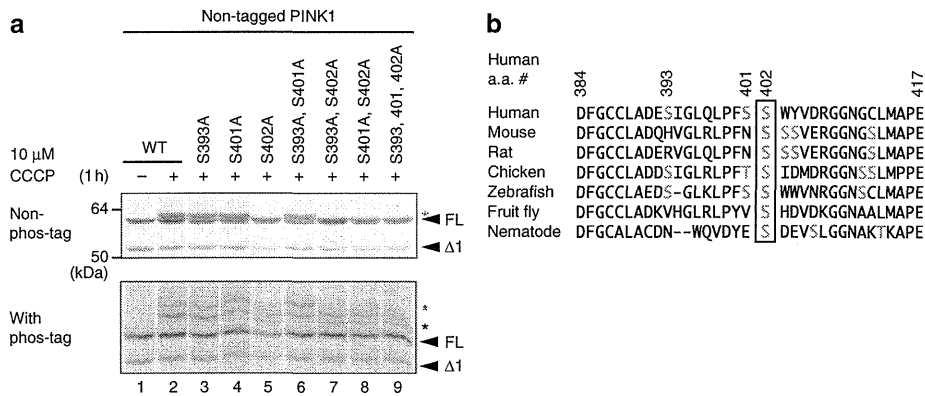 a
Non-tagged PINK1
10 µM
CCCP
(1 h)
WT
S393A
S401A
S402A
S393A, S401A
S393A, S402A
S401A, S402A
S393, 401, 402A
– + + + + + + + +
Non-
phos-tag
64
50
(kDa)
*
FL
Δ1
With
phos-tag
*
*
FL
Δ1
1 2 3 4 5 6 7 8 9
b
Human
a.a. #
384 393 401 402 417
Human DFGCCLADESIGLQLPFS S WYVDRGGNGCLMAPE
Mouse DFGCCLADQHVGLRLPFN S SSVERGGNGSLMAPE
Rat DFGCCLADERVGLRLPFN S SSVERGGNGSLMAPE
Chicken DFGCCLADDSIGLRLPFT S IDMDRGGNSSLMPPE
Zebrafish DFGCCLAEDS-GLKLPFS S WWVNRGGNSCLMAPE
Fruit fly DFGCCLADKVHGLRLPYV S HDVDKGGNAALMAPE
Nematode DFGCALACDN--WQVDYE S DEVSLGGNAKTKAPE